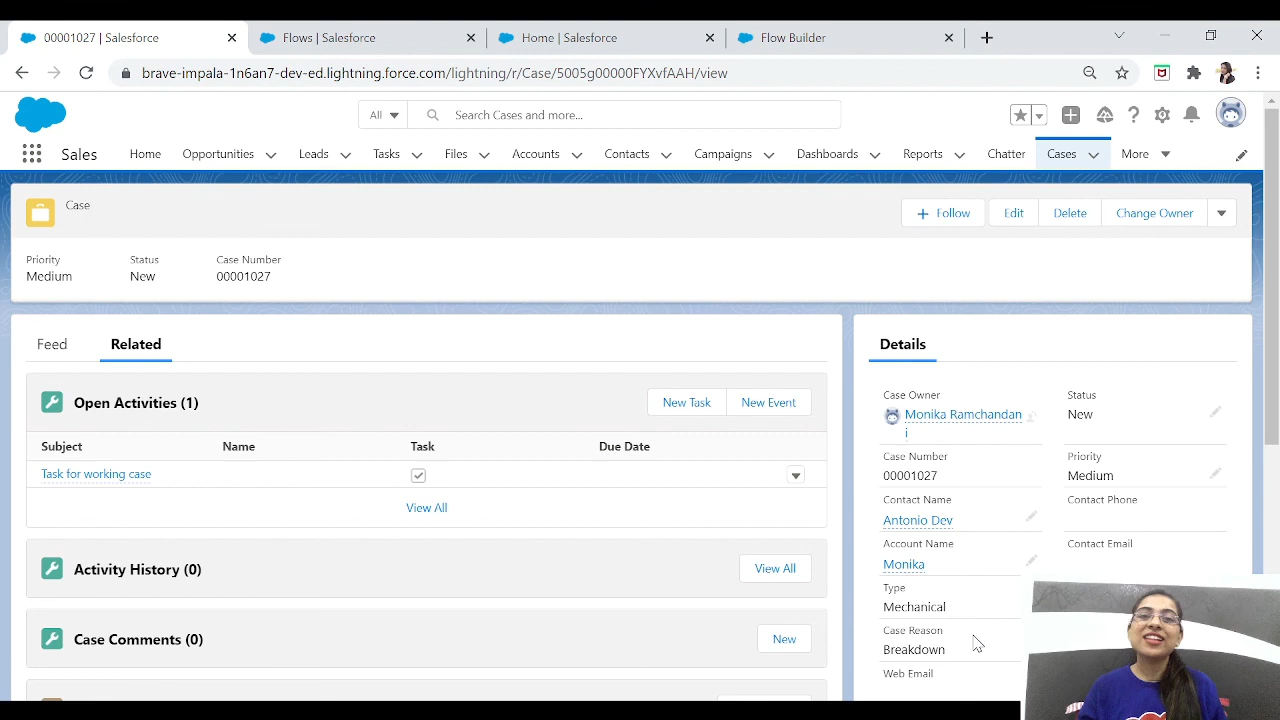 00001027 | Salesforce
Flows | Salesforce
Home | Salesforce
Flow Builder
brave-impala-1n6an7-dev-ed.lightning.force.com/lightning/r/Case/5005g00000FYXvfAAH/view
All
Search Cases and more...
Sales
Home
Opportunities
Leads
Tasks
Files
Accounts
Contacts
Campaigns
Dashboards
Reports
Chatter
Cases
More
Case
Follow
Edit
Delete
Change Owner
Priority
Status
Case Number
Medium
New
00001027
Feed
Related
Open Activities (1)
New Task
New Event
Subject
Name
Task
Due Date
Task for working case
View All
Activity History (0)
View All
Case Comments (0)
New
Details
Case Owner
Monika Ramchandan
i
Status
New
Case Number
00001027
Priority
Medium
Contact Name
Antonio Dev
Contact Phone
Account Name
Monika
Contact Email
Type
Mechanical
Case Reason
Breakdown
Web Email